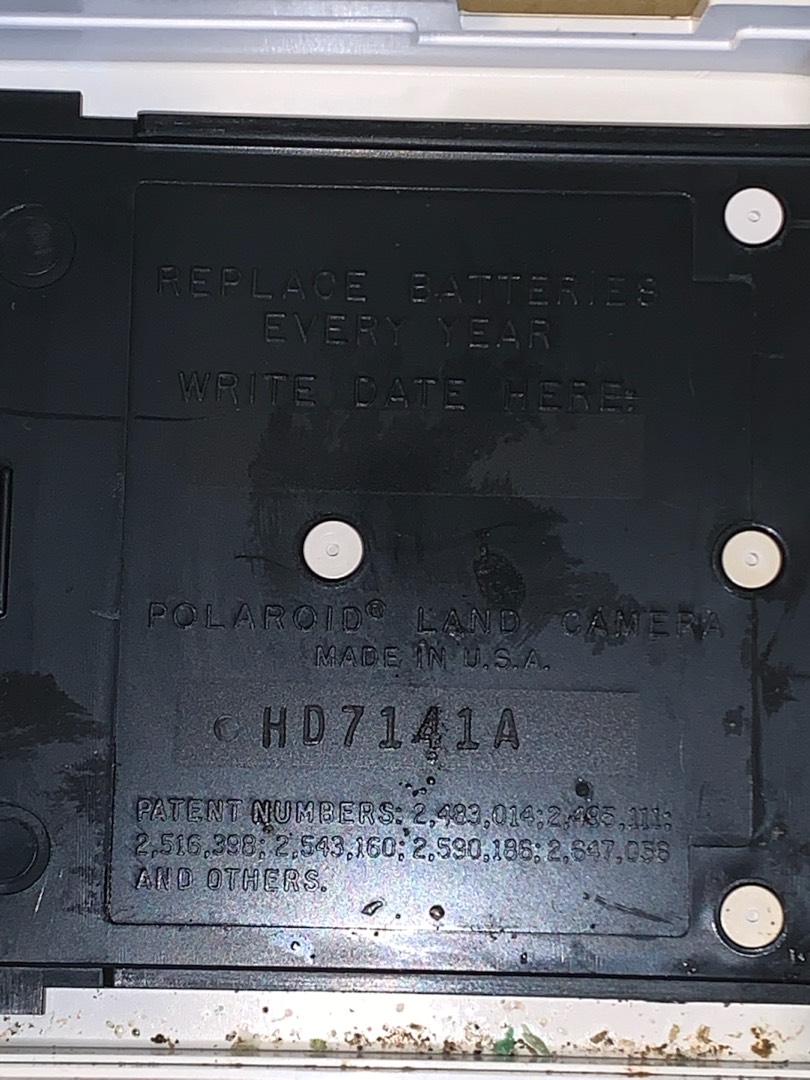 REPLACE BATTERIES
EVERY YEAR
WRITE DATE HERE:
POLAROID® LAND CAMERA
MADE IN U.S.A.
HD7141A
PATENT NUMBERS: 2,483,014; 2,495,111;
2,516,398; 2,543,160; 2,590,186; 2,647,056
AND OTHERS.